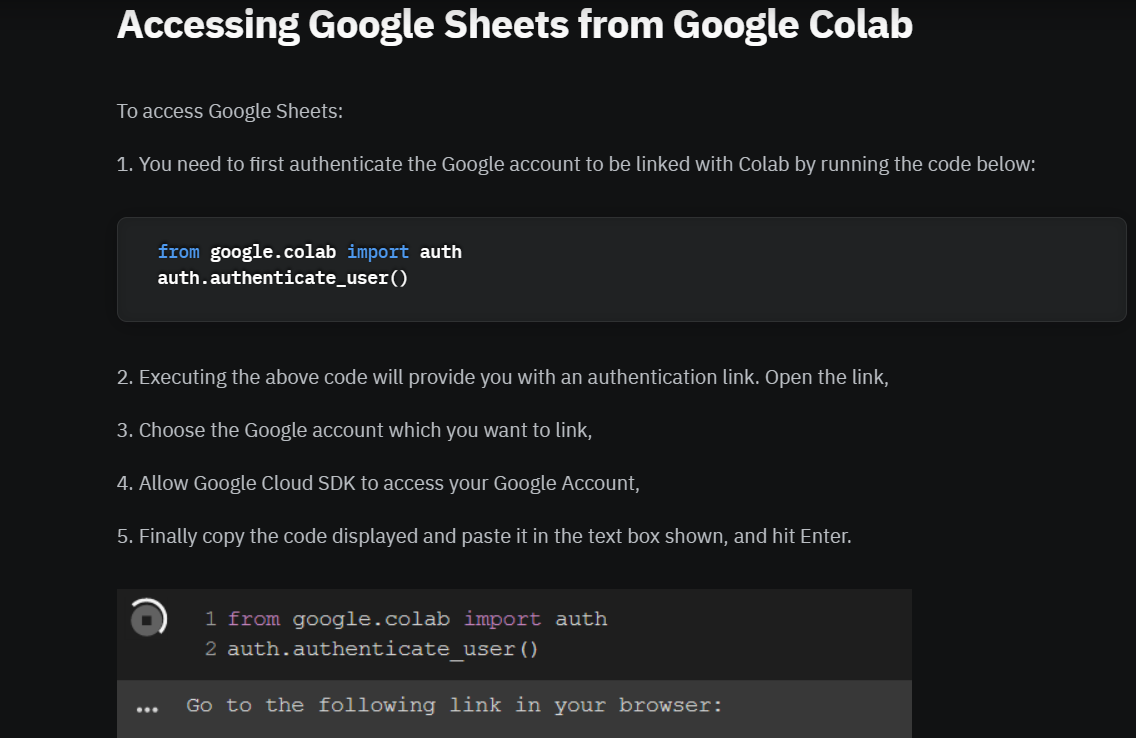 Accessing Google Sheets from Google Colab
To access Google Sheets:
1. You need to first authenticate the Google account to be linked with Colab by running the code below:
from google.colab import auth
auth.authenticate_user()
2. Executing the above code will provide you with an authentication link. Open the link,
3. Choose the Google account which you want to link,
4. Allow Google Cloud SDK to access your Google Account,
5. Finally copy the code displayed and paste it in the text box shown, and hit Enter.
1 from google.colab import auth
2 auth.authenticate_user()
... Go to the following link in your browser: